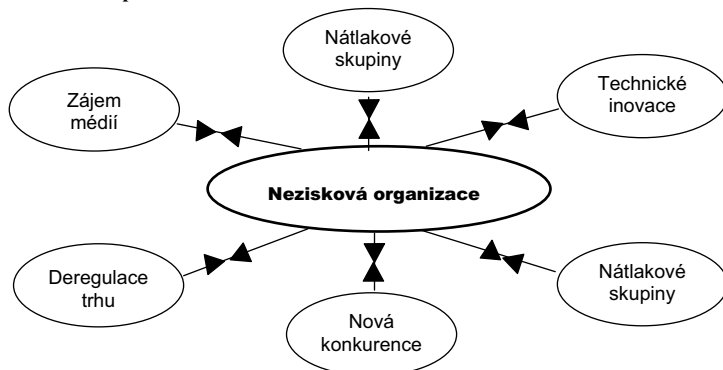 Nátlakové
skupiny
Zájem
médií
Technické
inovace
Nezisková organizace
Deregulace
trhu
Nátlakové
skupiny
Nová
konkurence